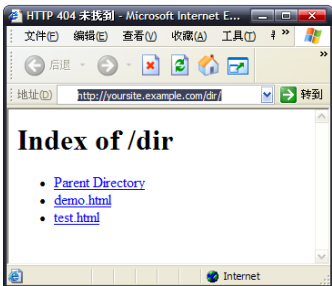 HTTP 404 未找到 - Microsoft Internet E...
文件(F) 编辑(E) 查看(V) 收藏(A) 工具(T) »
后退 »
地址(D) http://yoursite.example.com/dir/ 转到
Index of /dir
Parent Directory
demo.html
test.html
Internet